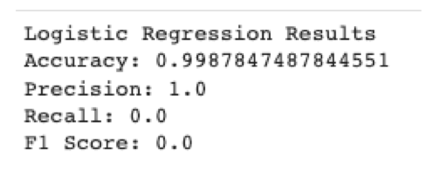 Logistic Regression Results
Accuracy: 0.9987847487844551
Precision: 1.0
Recall: 0.0
F1 Score: 0.0